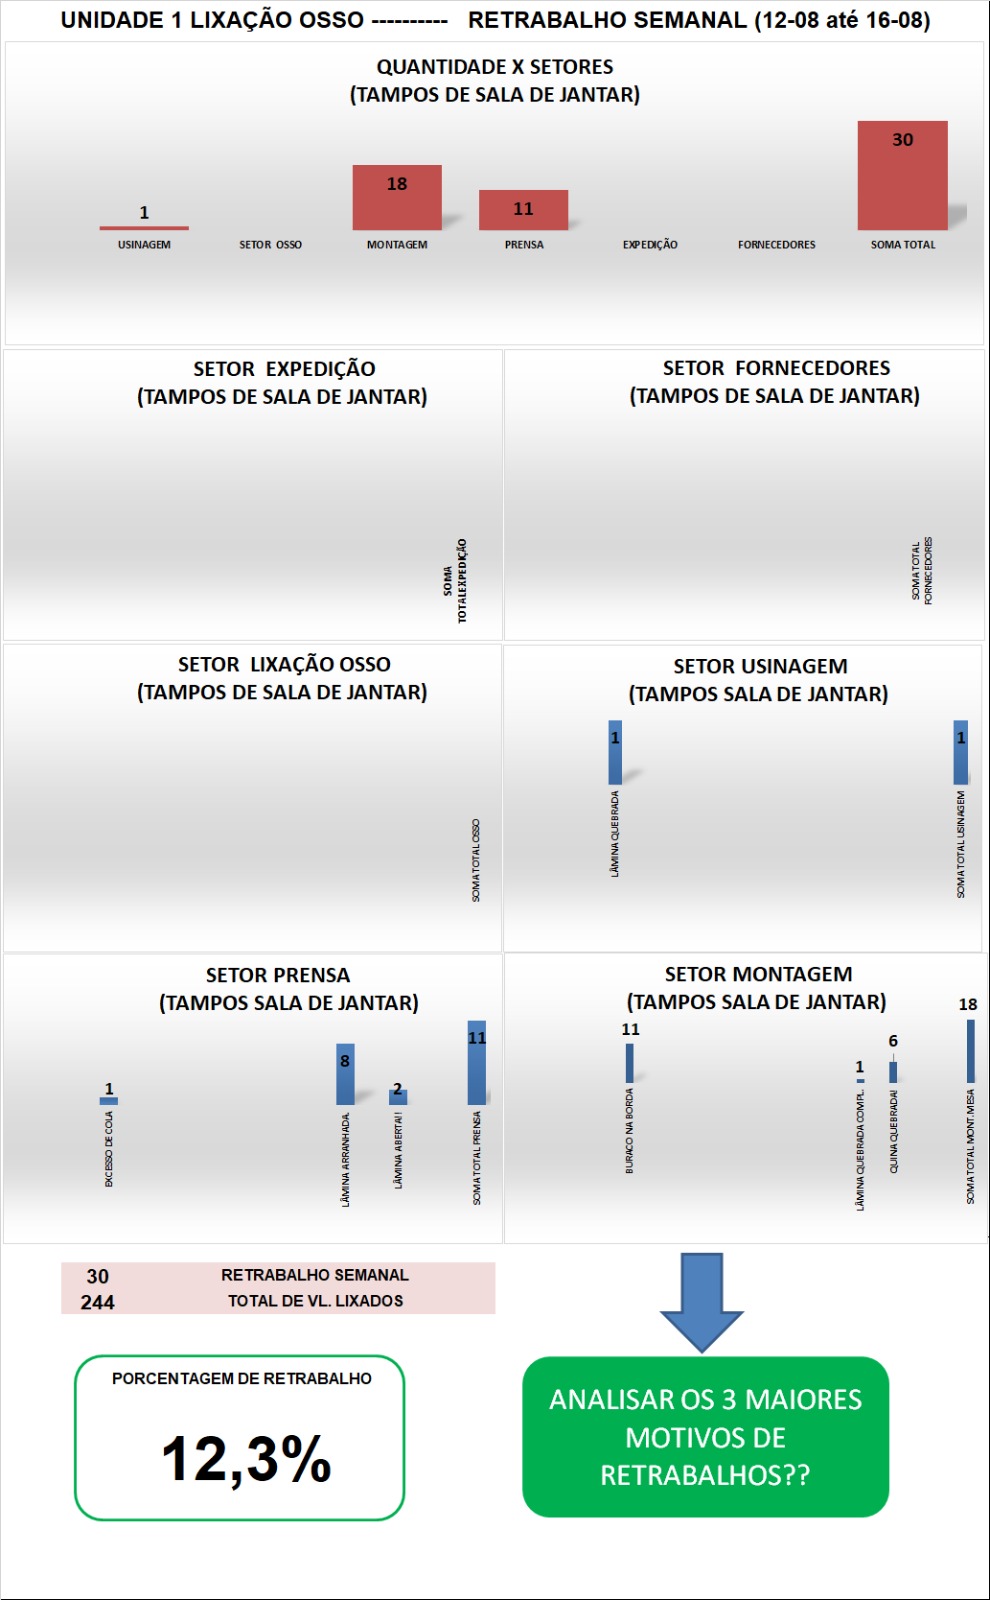 UNIDADE 1 LIXAÇÃO OSSO ---------- RETRABALHO SEMANAL (12-08 até 16-08)
QUANTIDADE X SETORES
(TAMPOS DE SALA DE JANTAR)
1
18
11
30
USINAGEM
SETOR OSSO
MONTAGEM
PRENSA
EXPEDIÇÃO
FORNECEDORES
SOMA TOTAL
SETOR EXPEDIÇÃO
(TAMPOS DE SALA DE JANTAR)
SOMA
TOTALEXPEDIÇÃO
SETOR FORNECEDORES
(TAMPOS DE SALA DE JANTAR)
SOMA TOTAL
FORNECEDORES
SETOR LIXAÇÃO OSSO
(TAMPOS DE SALA DE JANTAR)
SOMA TOTAL OSSO
SETOR USINAGEM
(TAMPOS SALA DE JANTAR)
1
1
LÂMINA QUEBRADA
SOMA TOTAL USINAGEM
SETOR PRENSA
(TAMPOS SALA DE JANTAR)
1
8
2
11
EXCESSO DE COLA
LÂMINA ARRANHADA.
LÂMINA ABERTA!!
SOMA TOTAL PRENSA
SETOR MONTAGEM
(TAMPOS SALA DE JANTAR)
11
1
6
18
BURACO NA BORDA
LÂMINA QUEBRADA COMPL.
QUINA QUEBRADA!
SOMA TOTAL MONT.MESA
30 RETRABALHO SEMANAL
244 TOTAL DE VL. LIXADOS
PORCENTAGEM DE RETRABALHO
12,3%
ANALISAR OS 3 MAIORES
MOTIVOS DE
RETRABALHOS??